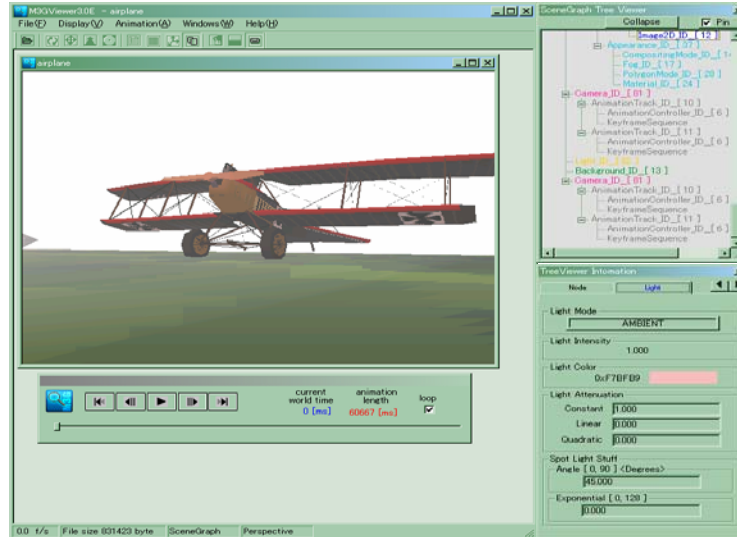 M3GViewer3.0E - airplane
File(F) Display(V) Animation(A) Windows(W) Help(H)
airplane
current world time
0 [ms]
animation length
60667 [ms]
loop
0.0 f/s File size 831423 byte SceneGraph Perspective
SceneGraph Tree Viewer
Collapse Pin
Image2D_ID_[ 12 ]
Appearance_ID_[ 37 ]
CompositingMode_ID_[
Fog_ID_[ 17 ]
PolygonMode_ID_[ 28 ]
Material_ID_[ 24 ]
Camera_ID_[ 81 ]
AnimationTrack_ID_[ 10 ]
AnimationController_ID_[ 6 ]
KeyframeSequence
AnimationTrack_ID_[ 11 ]
AnimationController_ID_[ 6 ]
KeyframeSequence
Background_ID_[ 13 ]
Camera_ID_[ 81 ]
AnimationTrack_ID_[ 10 ]
AnimationController_ID_[ 6 ]
KeyframeSequence
AnimationTrack_ID_[ 11 ]
AnimationController_ID_[ 6 ]
KeyframeSequence
TreeViewer Intomation
Node Light
Light Mode
AMBIENT
Light Intensity
1.000
Light Color
0xF7BFB9
Light Attenuation
Constant 1.000
Linear 0.000
Quadratic 0.000
Spot Light Stuff
Angle [ 0, 90 ] <Degrees>
45.000
Exponential [ 0, 128 ]
0.000